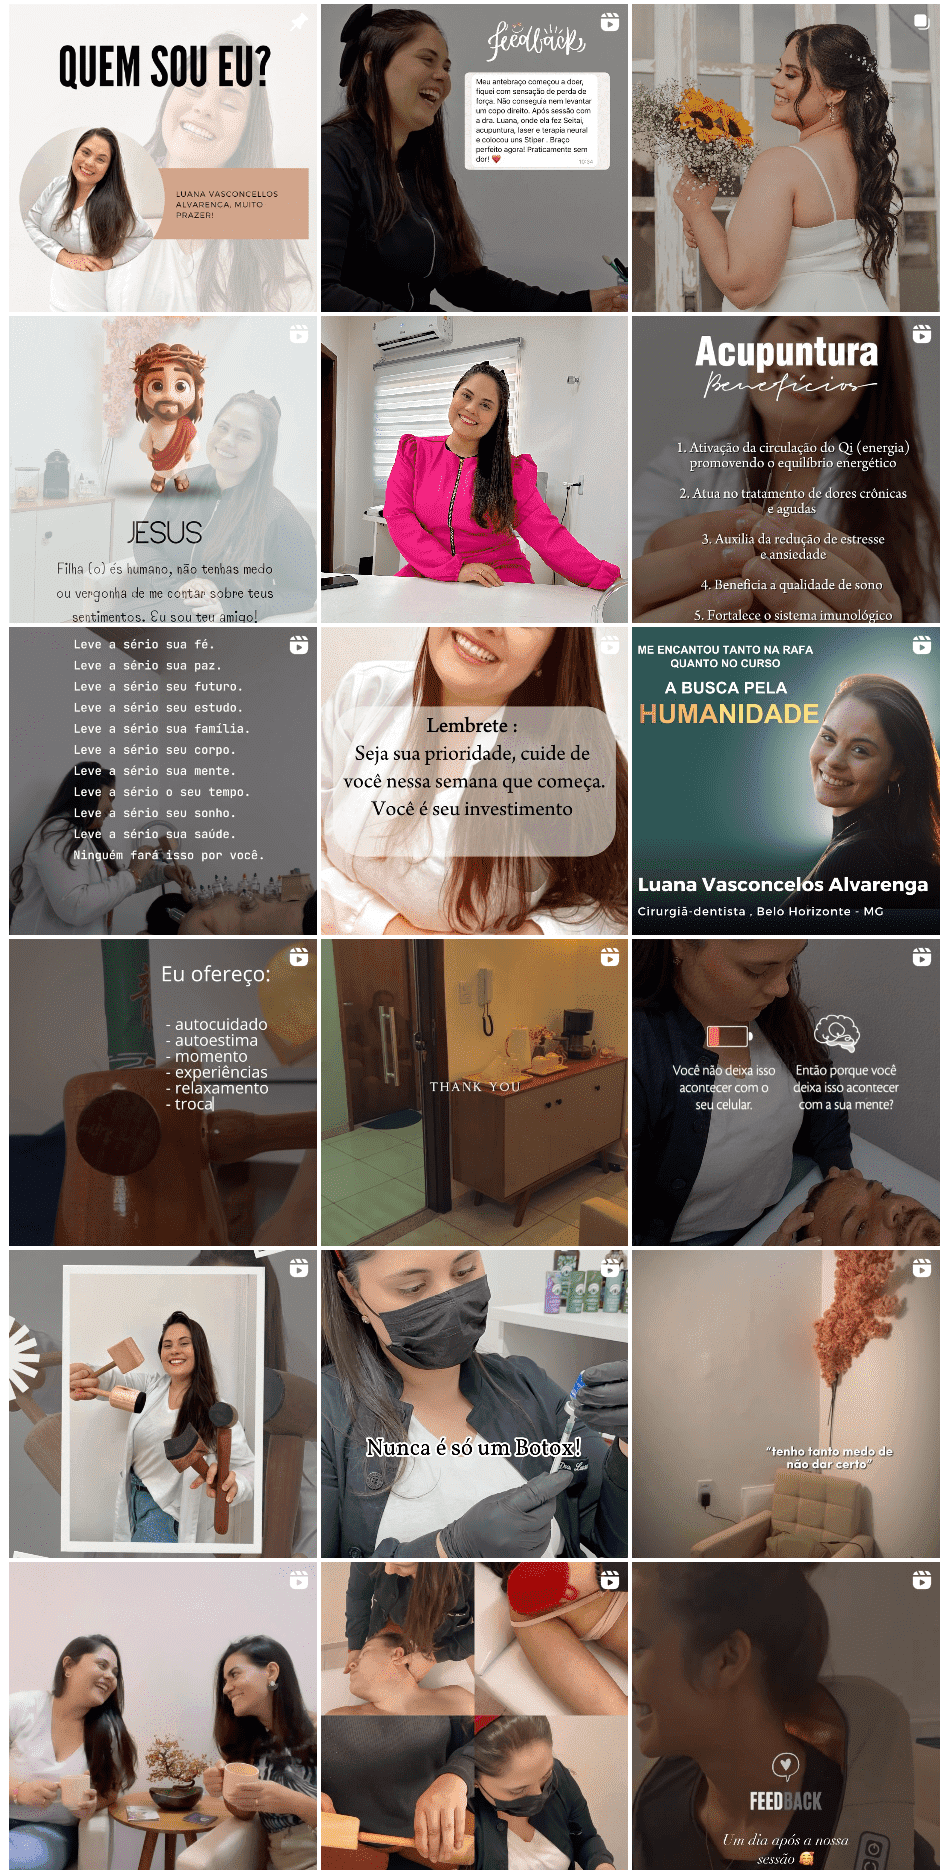 QUEM SOU EU?
LUANA VASCONCELLOS
ALVARENCA, MUITO
PRAZER!
feedback
Meu antebraço começou a doer,
fiquei com sensação de perda de
força. Não conseguia nem levantar
um copo direito. Após sessão com
a dra. Luana, onde ela fez Seitai,
acupuntura, laser e terapia neural
e colocou uns Stiper . Braço
perfeito agora! Praticamente sem
dor! ❤️
10:34
JESUS
Filha (o) és humano, não tenhas medo
ou vergonha de me contar sobre teus
sentimentos. Eu sou teu amigo!
Acupuntura
Benefícios
1. Ativação da circulação do Qi (energia)
promovendo o equilíbrio energético
2. Atua no tratamento de dores crônicas
e agudas
3. Auxilia da redução de estresse
e ansiedade
4. Beneficia a qualidade de sono
5. Fortalece o sistema imunológico
Leve a sério sua fé.
Leve a sério sua paz.
Leve a sério seu futuro.
Leve a sério seu estudo.
Leve a sério sua família.
Leve a sério seu corpo.
Leve a sério sua mente.
Leve a sério o seu tempo.
Leve a sério seu sonho.
Leve a sério sua saúde.
Ninguém fará isso por você.
Lembrete :
Seja sua prioridade, cuide de
você nessa semana que começa.
Você é seu investimento
ME ENCANTOU TANTO NA RAFA
QUANTO NO CURSO
A BUSCA PELA
HUMANIDADE
Luana Vasconcelos Alvarenga
Cirurgiã-dentista , Belo Horizonte - MG
Eu ofereço:
- autocuidado
- autoestima
- momento
- experiências
- relaxamento
- troca
THANK YOU
Você não deixa isso
acontecer com o
seu celular.
Então porque você
deixa isso acontecer
com a sua mente?
Nunca é só um Botox!
"tenho tanto medo de
não dar certo"
FEEDBACK
Um dia após a nossa
sessão 🥰